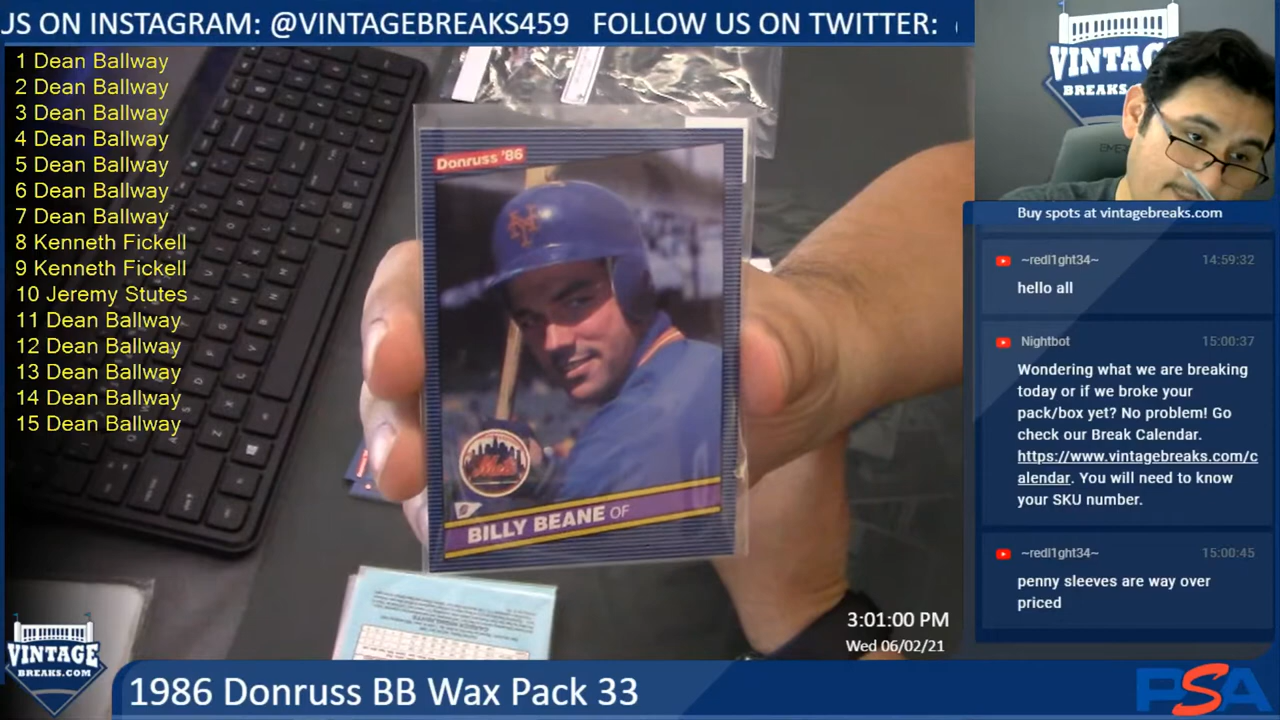 JS ON INSTAGRAM: @VINTAGEBREAKS459 FOLLOW US ON TWITTER:
1 Dean Ballway
2 Dean Ballway
3 Dean Ballway
4 Dean Ballway
5 Dean Ballway
6 Dean Ballway
7 Dean Ballway
8 Kenneth Fickell
9 Kenneth Fickell
10 Jeremy Stutes
11 Dean Ballway
12 Dean Ballway
13 Dean Ballway
14 Dean Ballway
15 Dean Ballway
Donruss '86
NY
Mets
BILLY BEANE OF
VINTAGE
BREAKS
Buy spots at vintagebreaks.com
~redl1ght34~ 14:59:32
hello all
Nightbot 15:00:37
Wondering what we are breaking
today or if we broke your
pack/box yet? No problem! Go
check our Break Calendar.
https://www.vintagebreaks.com/c
alendar. You will need to know
your SKU number.
~redl1ght34~ 15:00:45
penny sleeves are way over
priced
3:01:00 PM
Wed 06/02/21
VINTAGE
BREAKS.COM
1986 Donruss BB Wax Pack 33
PSA